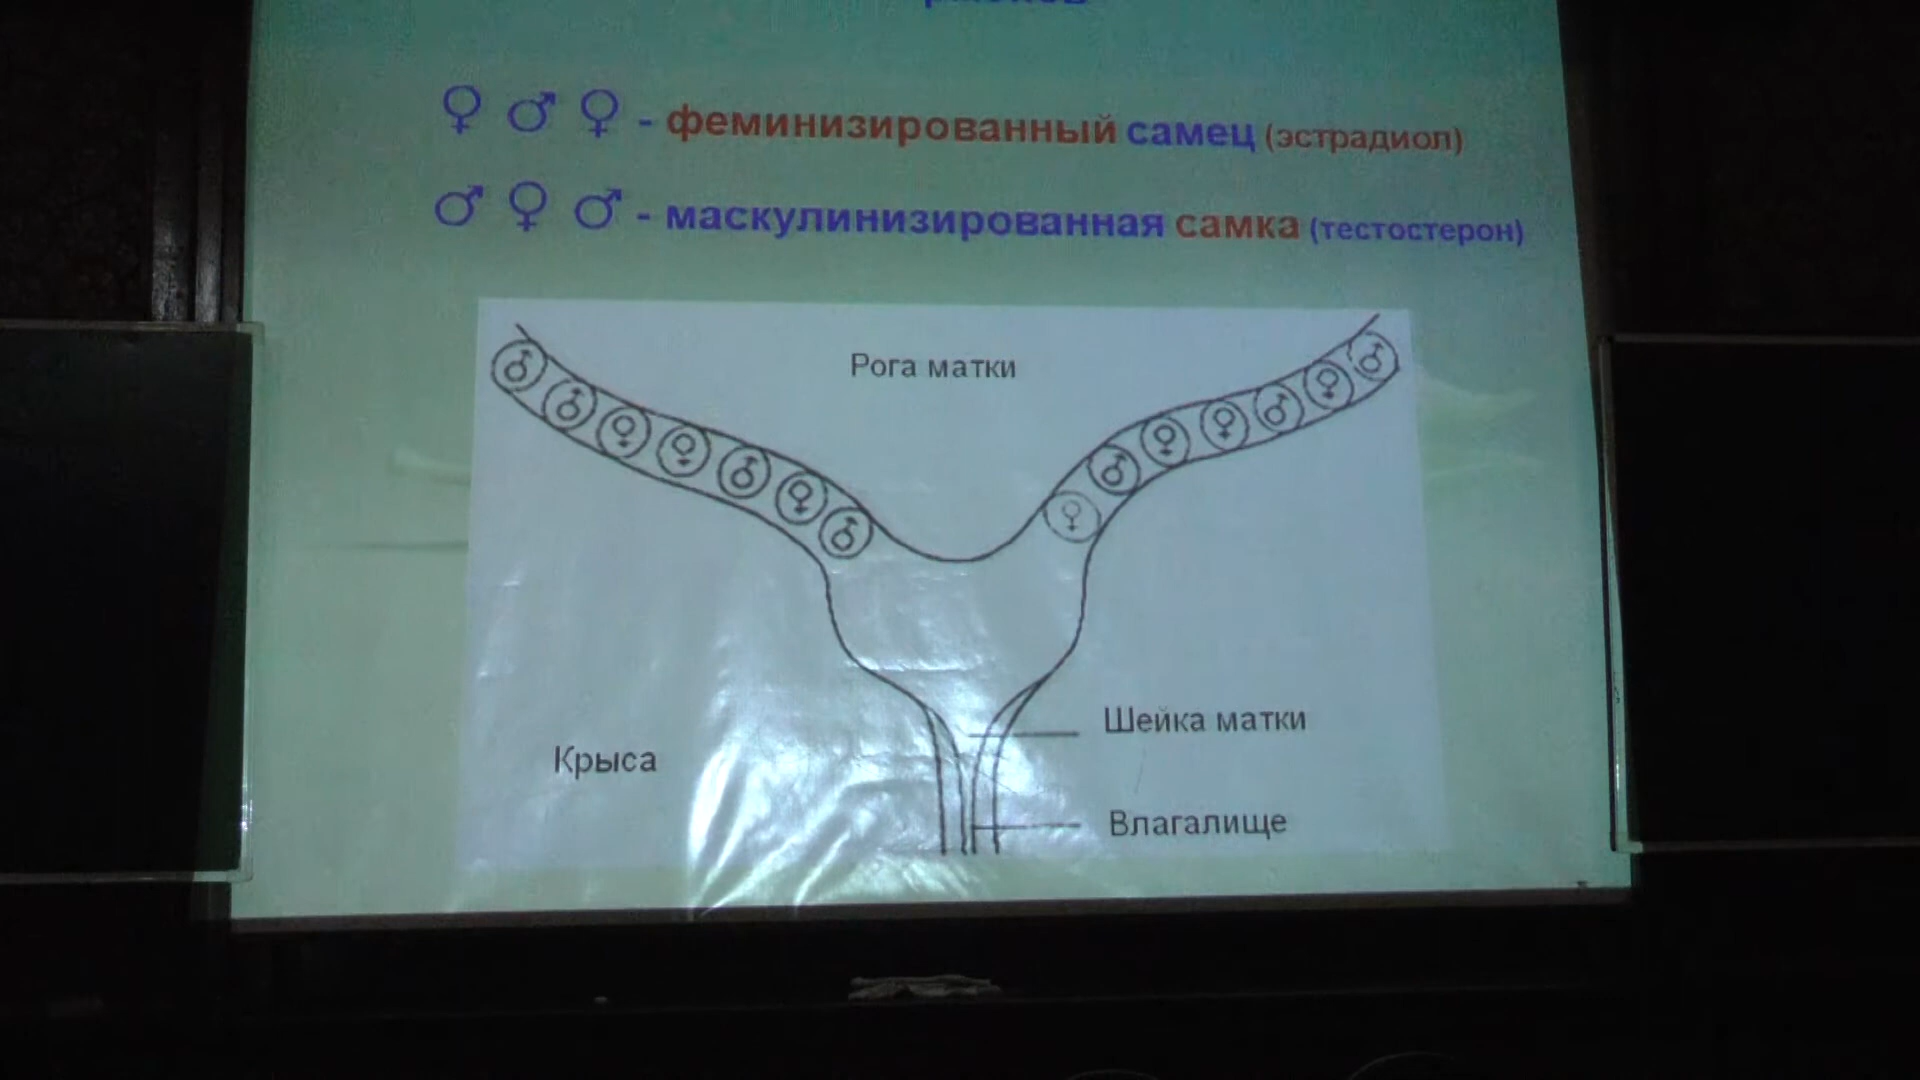 ♀ ♂ ♀ - феминизированный самец (эстрадиол)
♂ ♀ ♂ - маскулинизированная самка (тестостерон)
Рога матки
Шейка матки
Крыса
Влагалище